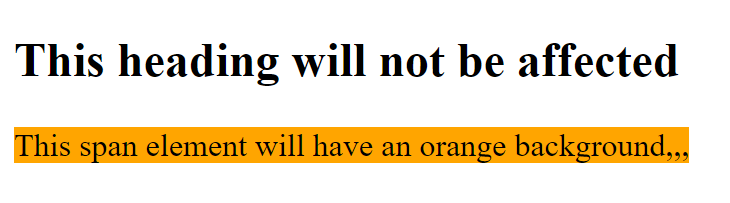 This heading will not be affected
This span element will have an orange background,,,